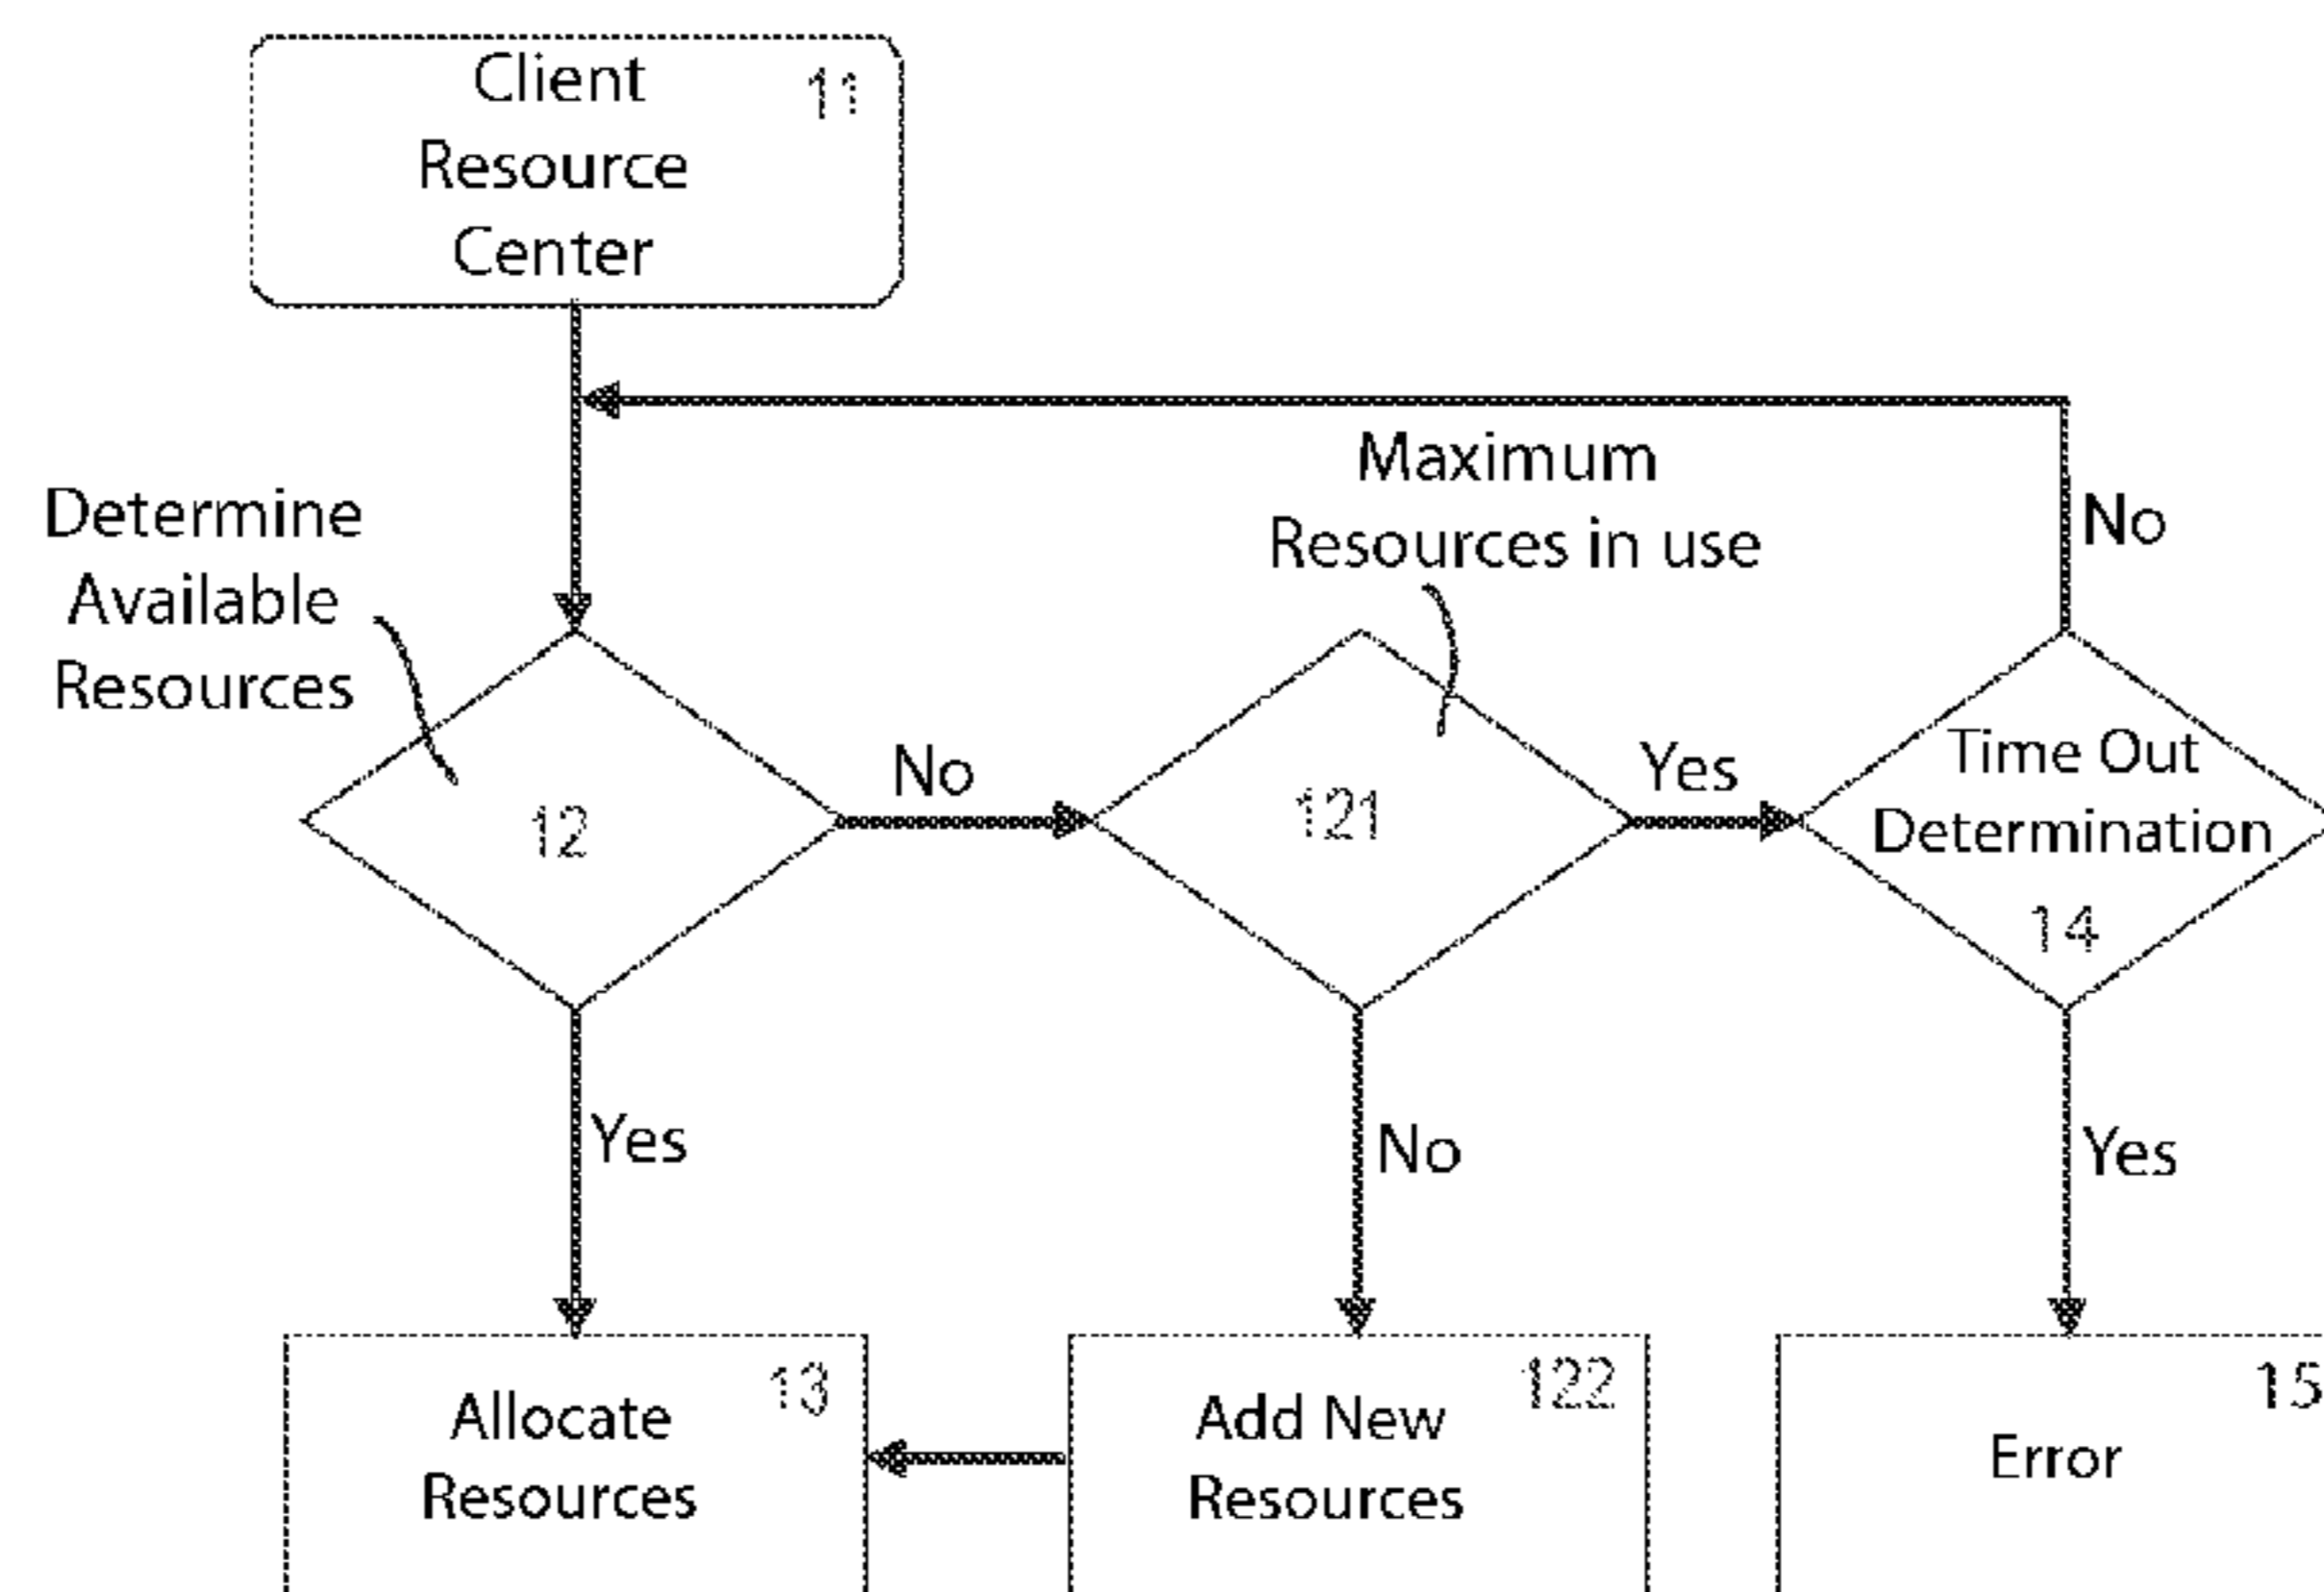 Client
Resource
Center
11
Determine
Available
Resources
Maximum
Resources in use
No
12
No
121
Yes
Time Out
Determination
14
Yes
No
Yes
13
Allocate
Resources
122
Add New
Resources
15
Error